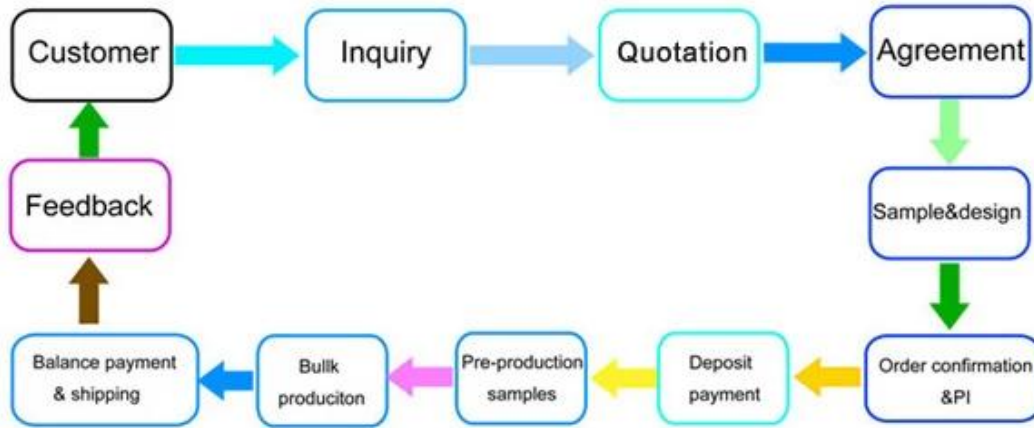 Customer
Inquiry
Quotation
Agreement
Feedback
Sample&design
Balance payment
& shipping
Bullk
produciton
Pre-production
samples
Deposit
payment
Order confirmation
&PI